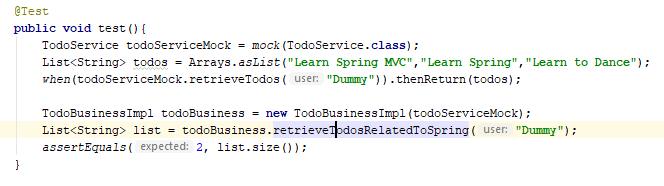 @Test
public void test(){
TodoService todoServiceMock = mock(TodoService.class);
List<String> todos = Arrays.asList("Learn Spring MVC","Learn Spring","Learn to Dance");
when(todoServiceMock.retrieveTodos( user: "Dummy")).thenReturn(todos);
TodoBusinessImpl todoBusiness = new TodoBusinessImpl(todoServiceMock);
List<String> list = todoBusiness.retrieveTodosRelatedToSpring( user: "Dummy");
assertEquals( expected: 2, list.size());
}